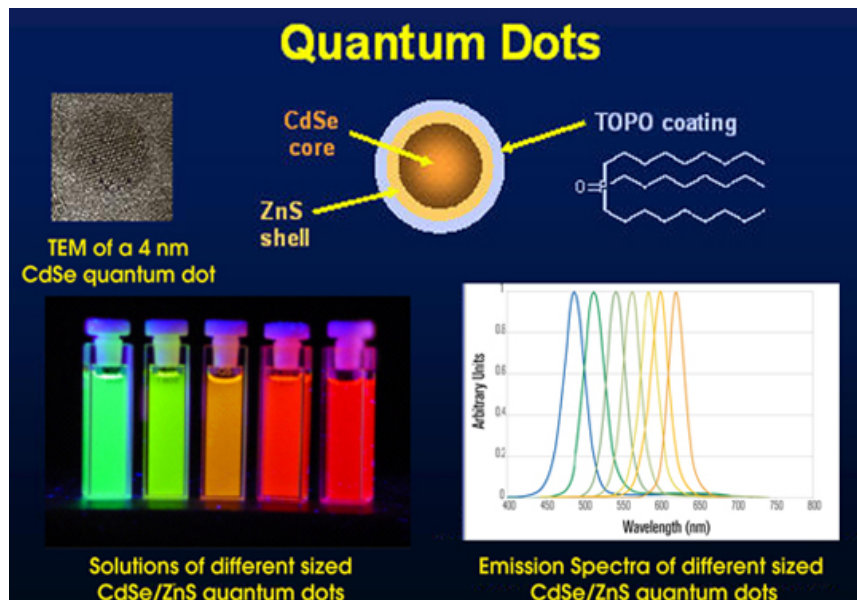 Quantum Dots
CdSe
core
TOPO coating
O=P
ZnS
shell
TEM of a 4 nm
CdSe quantum dot
1
0.8
0.6
0.4
0.2
0
Arbitrary Units
400 450 500 550 600 650 700 750 800
Wavelength (nm)
Solutions of different sized
CdSe/ZnS quantum dots
Emission Spectra of different sized
CdSe/ZnS quantum dots